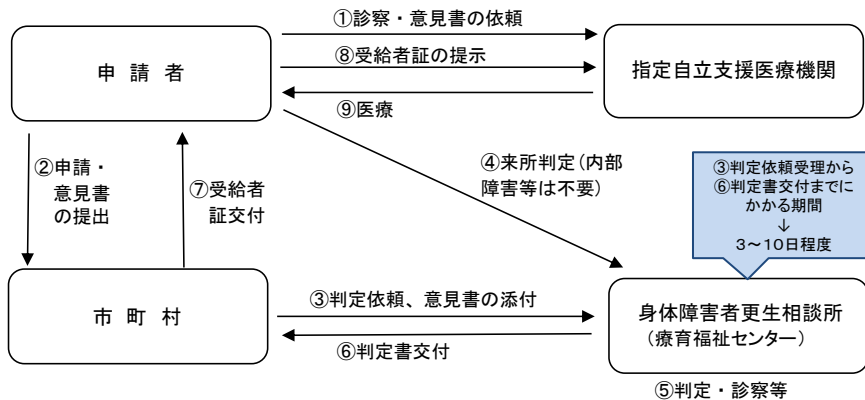 ①診察・意見書の依頼
申 請 者
⑧受給者証の提示
指定自立支援医療機関
⑨医療
②申請・
意見書
の提出
⑦受給者
証交付
④来所判定(内部
障害等は不要)
③判定依頼受理から
⑥判定書交付までに
かかる期間
↓
3~10日程度
市 町 村
③判定依頼、意見書の添付
⑥判定書交付
身体障害者更生相談所
(療育福祉センター)
⑤判定・診察等